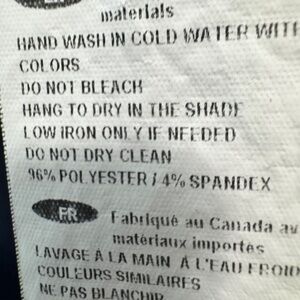 materials
HAND WASH IN COLD WATER WITH
COLORS
DO NOT BLEACH
HANG TO DRY IN THE SHADE
LOW IRON ONLY IF NEEDED
DO NOT DRY CLEAN
96% POLYESTER / 4% SPANDEX
FR
Fabriqué au Canada av
matériaux importés
LAVAGE À LA MAIN À L'EAU FROID
COULEURS SIMILAIRES
NE PAS BLANCHIR